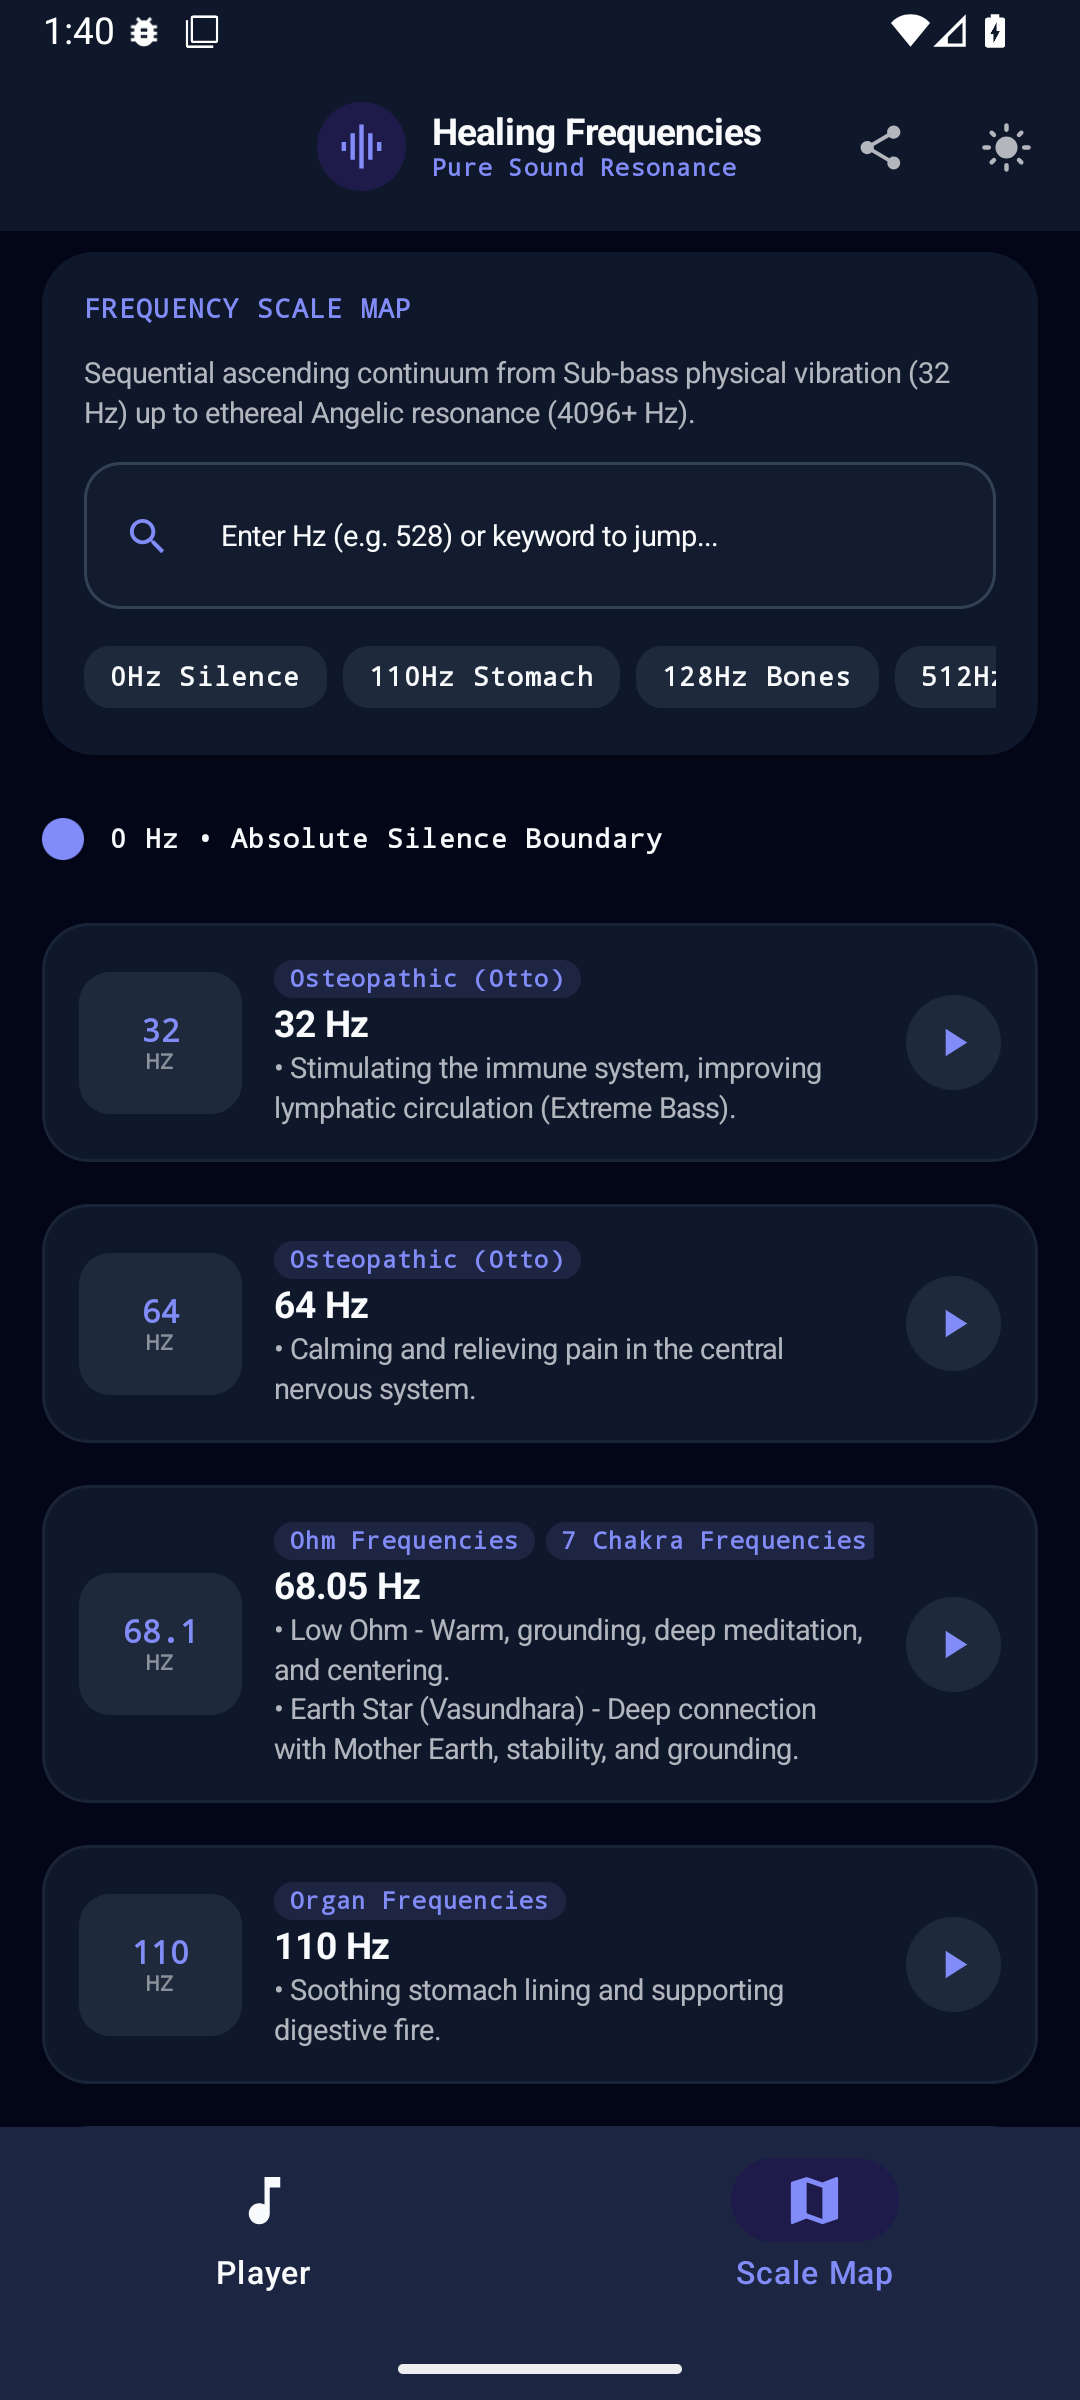 1:40
Healing Frequencies
Pure Sound Resonance
FREQUENCY SCALE MAP
Sequential ascending continuum from Sub-bass physical vibration (32
Hz) up to ethereal Angelic resonance (4096+ Hz).
Enter Hz (e.g. 528) or keyword to jump...
0Hz Silence
110Hz Stomach
128Hz Bones
512Hz
0 Hz • Absolute Silence Boundary
32
HZ
Osteopathic (Otto)
32 Hz
• Stimulating the immune system, improving
lymphatic circulation (Extreme Bass).
64
HZ
Osteopathic (Otto)
64 Hz
• Calming and relieving pain in the central
nervous system.
68.1
HZ
Ohm Frequencies
7 Chakra Frequencies
68.05 Hz
• Low Ohm - Warm, grounding, deep meditation,
and centering.
• Earth Star (Vasundhara) - Deep connection
with Mother Earth, stability, and grounding.
110
HZ
Organ Frequencies
110 Hz
• Soothing stomach lining and supporting
digestive fire.
Player
Scale Map